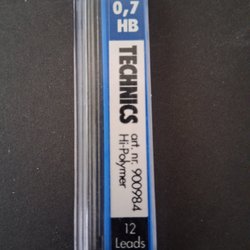 0,7
HB
TECHNICS
art. nr. 900984
Hi-Polymer
12
Leads